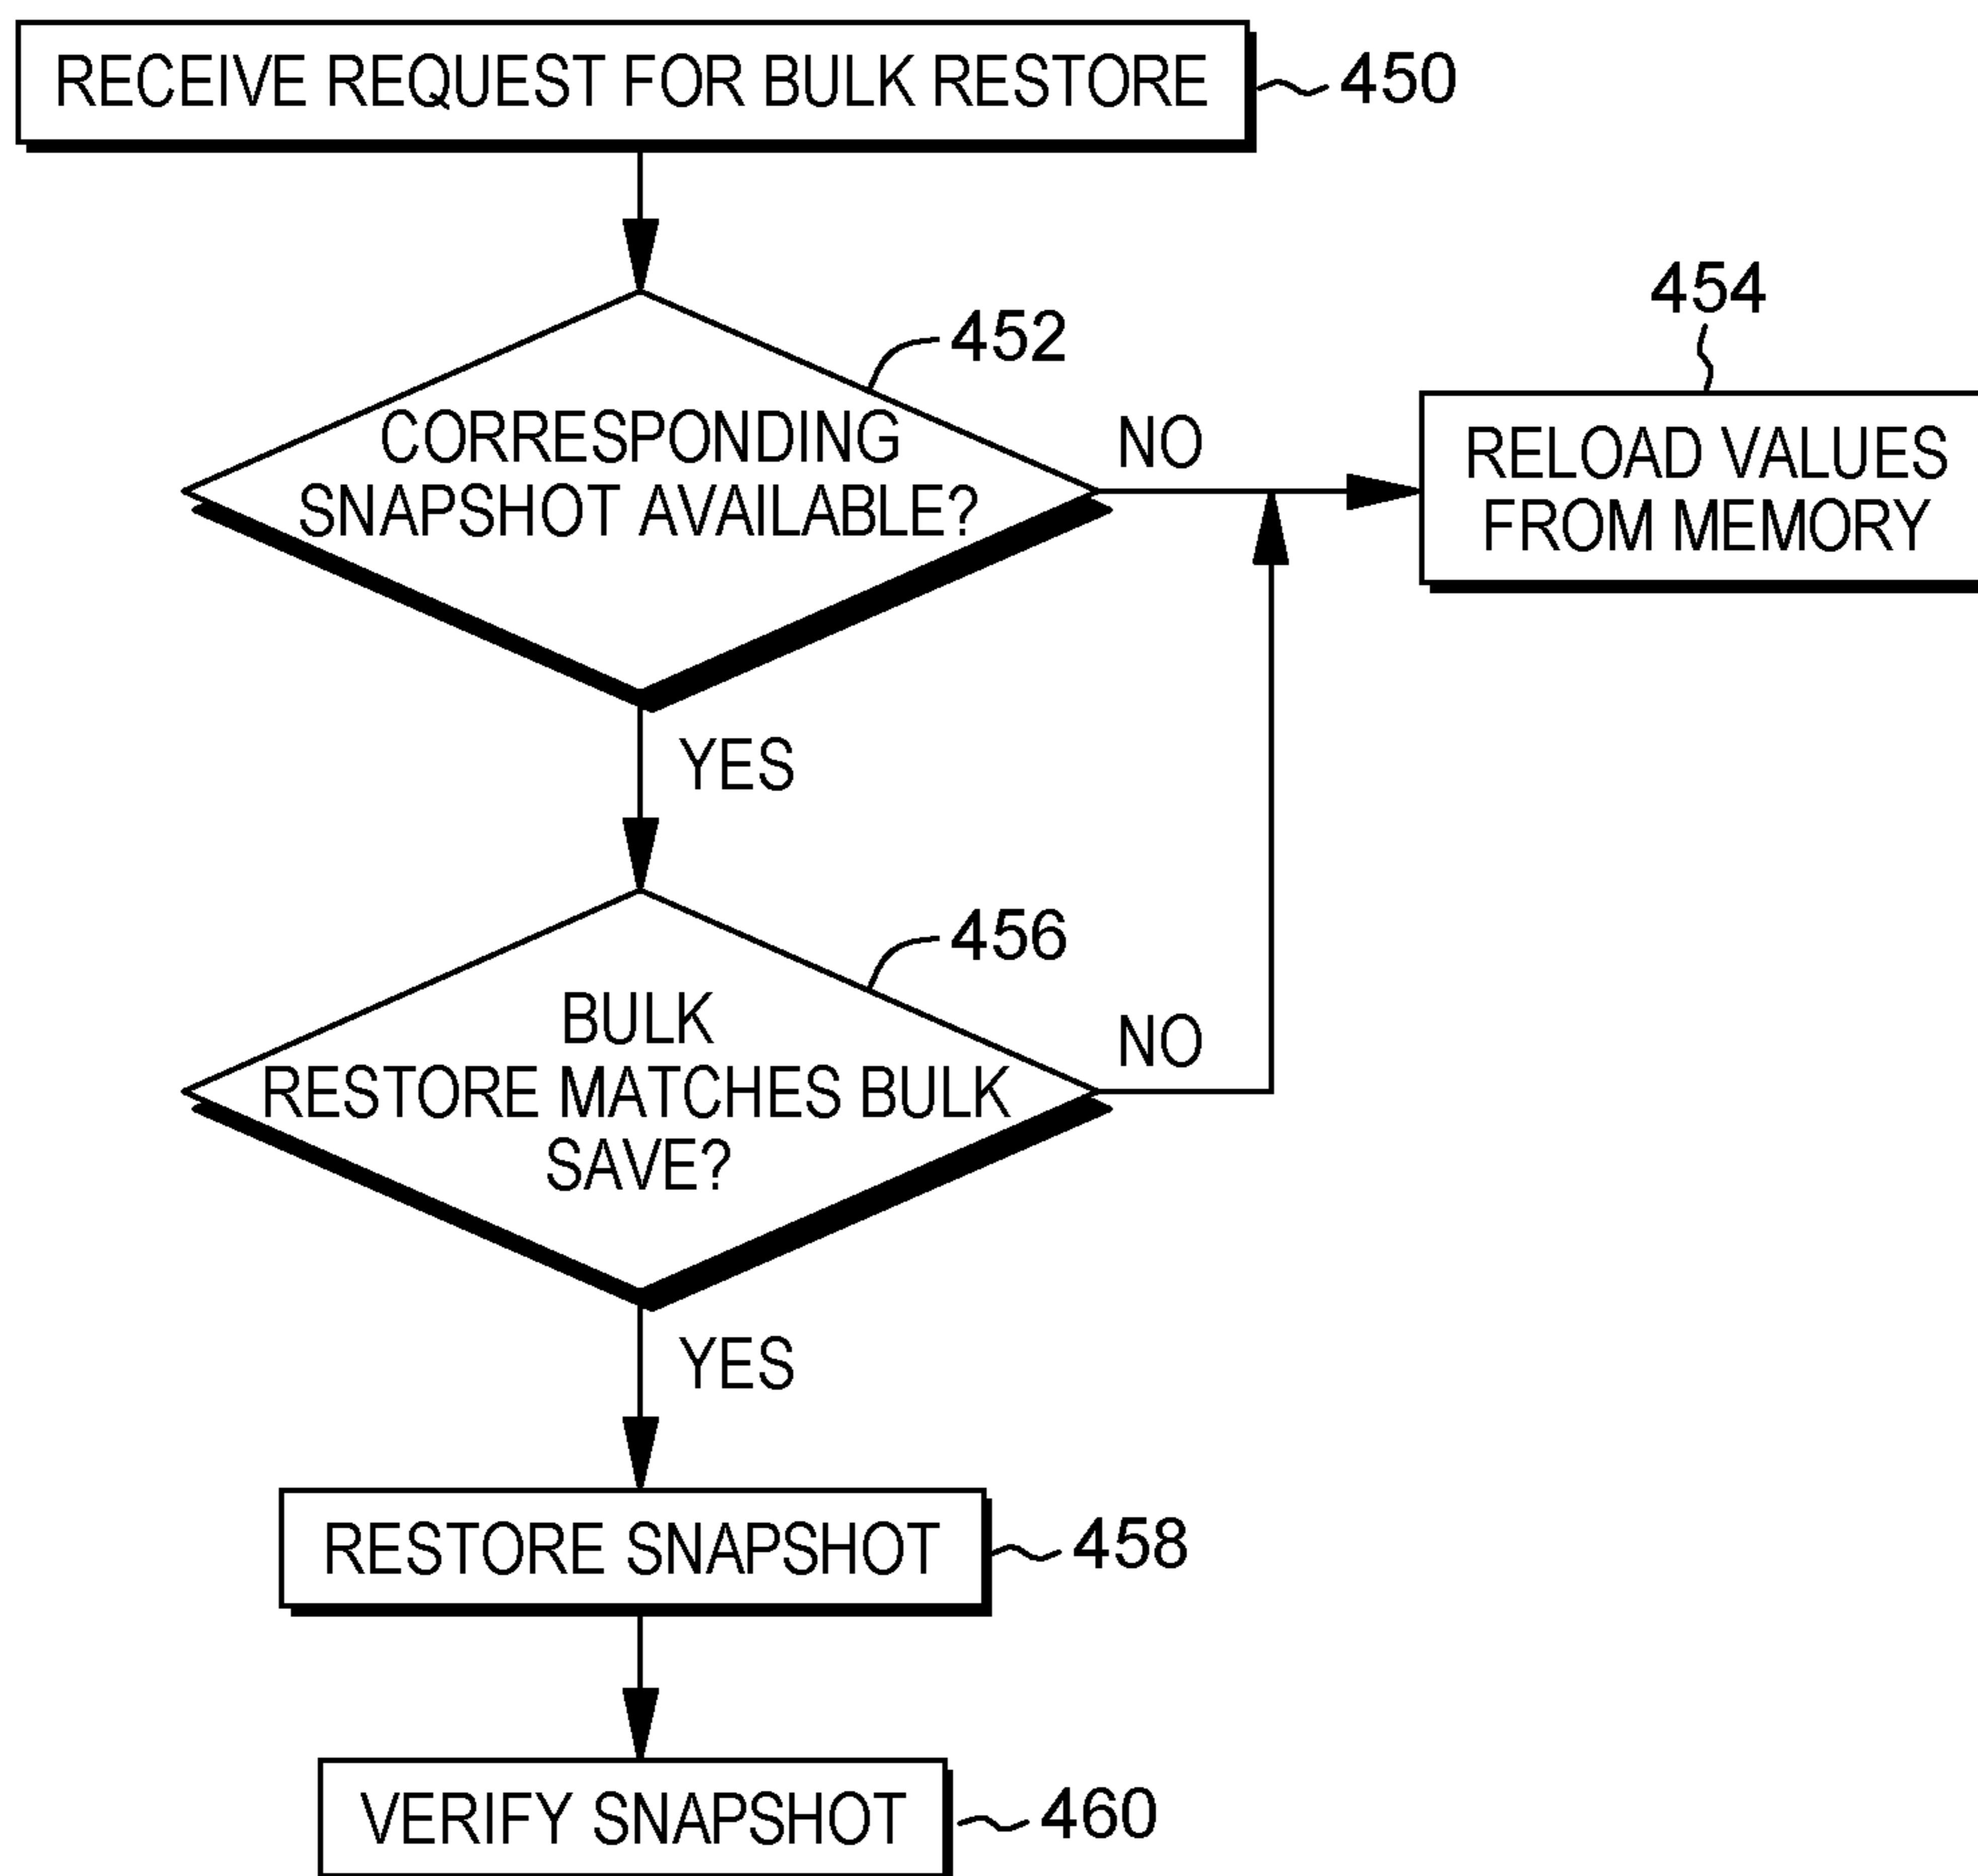 RECEIVE REQUEST FOR BULK RESTORE
450
452
CORRESPONDING
SNAPSHOT AVAILABLE?
NO
454
RELOAD VALUES
FROM MEMORY
YES
456
BULK
RESTORE MATCHES BULK
SAVE?
NO
YES
RESTORE SNAPSHOT
458
VERIFY SNAPSHOT
460